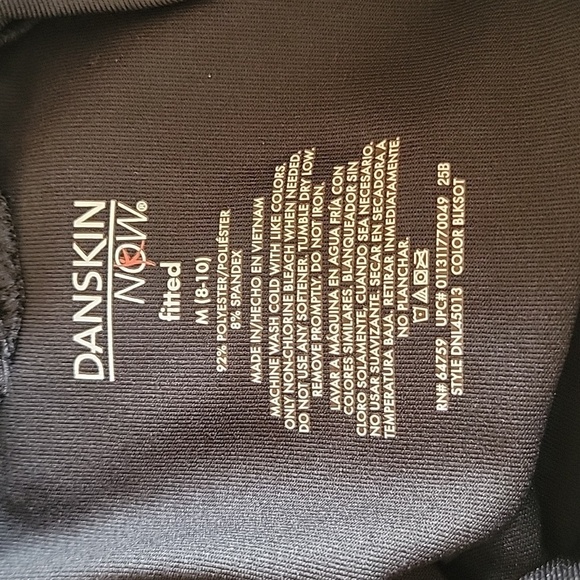 DANSKIN
NOW®
fitted
M (8-10)
92% POLYESTER/POLIÉSTER
8% SPANDEX
MADE IN/HECHO EN VIETNAM
MACHINE WASH COLD WITH LIKE COLORS.
ONLY NON-CHLORINE BLEACH WHEN NEEDED.
DO NOT USE ANY SOFTENER. TUMBLE DRY LOW.
REMOVE PROMPTLY. DO NOT IRON.
LAVAR A MÁQUINA EN AGUA FRÍA CON
COLORES SIMILARES. BLANQUEADOR SIN
CLORO SOLAMENTE, CUANDO SEA NECESARIO.
NO USAR SUAVIZANTE. SECAR EN SECADORA A
TEMPERATURA BAJA. RETIRAR INMEDIATAMENTE.
NO PLANCHAR.
RN# 64759 UPC# 011311770049 25B
STYLE DNL45013 COLOR BLKSOT